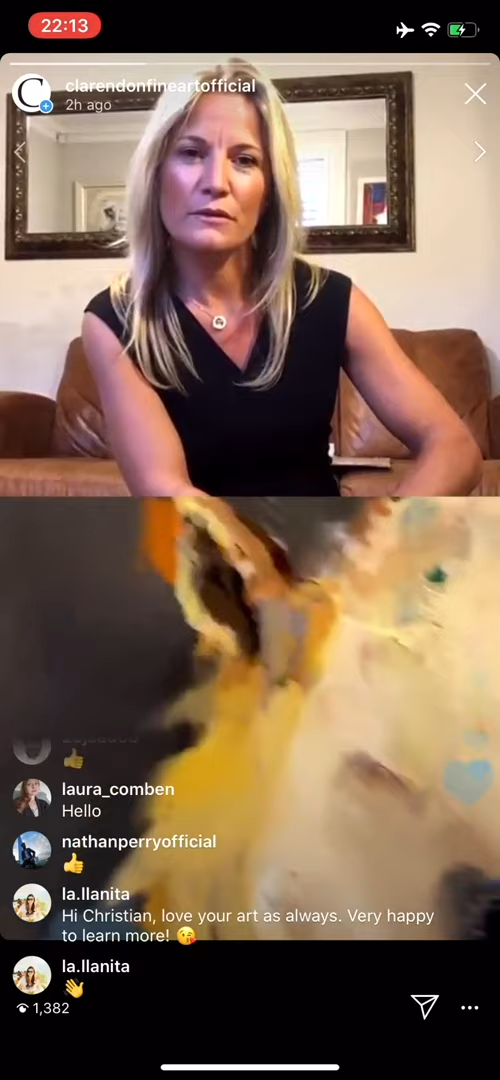 22:13
C
clarendonfineartofficial
2h ago
laura_comben
Hello
nathanperryofficial
👍
la.llanita
Hi Christian, love your art as always. Very happy
to learn more! 😘
la.llanita
👋
1,382